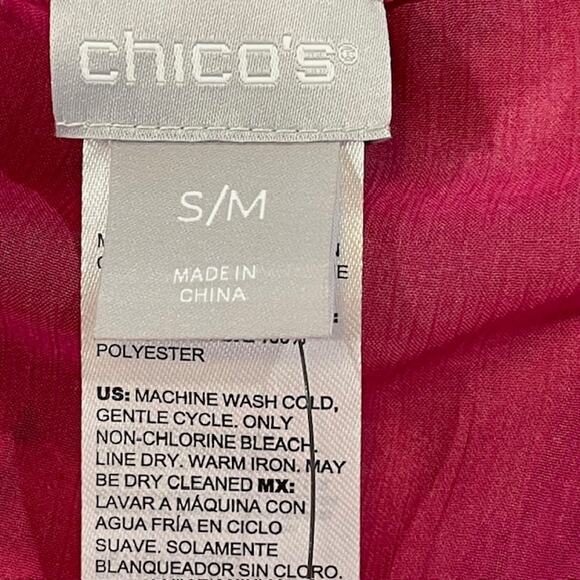 chico's®
S/M
MADE IN
CHINA
100%
POLYESTER
US: MACHINE WASH COLD,
GENTLE CYCLE. ONLY
NON-CHLORINE BLEACH.
LINE DRY. WARM IRON. MAY
BE DRY CLEANED MX:
LAVAR A MÁQUINA CON
AGUA FRÍA EN CICLO
SUAVE. SOLAMENTE
BLANQUEADOR SIN CLORO.